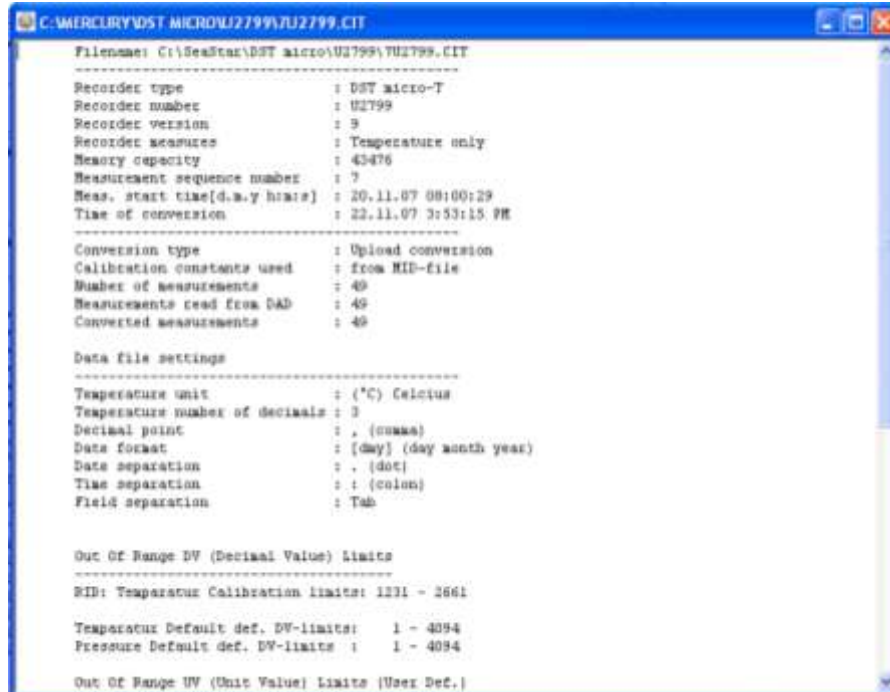 C:\MERCURY\DST MICRO\U2799\7U2799.CIT
Filename: C:\SeaStar\DST micro\U2799\7U2799.CIT
--------------------------------------------------
Recorder type : DST micro-T
Recorder number : U2799
Recorder version : 9
Recorder measures : Temperature only
Memory capacity : 43476
Measurement sequence number : 7
Meas. start time[d.m.y h:m:s] : 20.11.07 08:00:29
Time of conversion : 22.11.07 3:53:15 PM
--------------------------------------------------
Conversion type : Upload conversion
Calibration constants used : from MID-file
Number of measurements : 49
Measurements read from DAD : 49
Converted measurements : 49
Data file settings
--------------------------------------------------
Temperature unit : (°C) Celcius
Temperature number of decimals : 3
Decimal point : , (comma)
Date format : [day] (day month year)
Date separation : . (dot)
Time separation : : (colon)
Field separation : Tab
Out Of Range DV (Decimal Value) Limits
-----------------------------------------
RID: Temparatur Calibration limits: 1231 - 2661
Temparatur Default def. DV-limits: 1 - 4094
Pressure Default def. DV-limits : 1 - 4094
Out Of Range UV (Unit Value) Limits (User Def.)